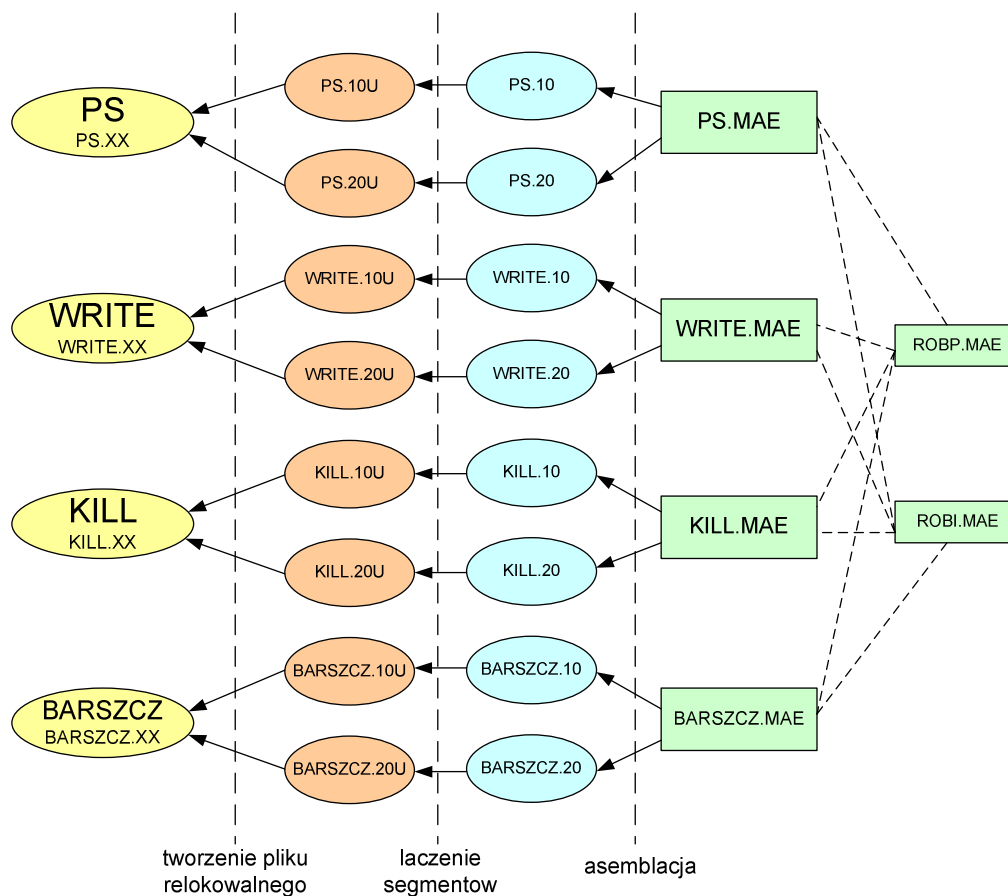 PS
PS.XX
PS.10U
PS.10
PS.MAE
PS.20U
PS.20
WRITE
WRITE.XX
WRITE.10U
WRITE.10
WRITE.MAE
WRITE.20U
WRITE.20
ROBP.MAE
KILL
KILL.XX
KILL.10U
KILL.10
KILL.MAE
KILL.20U
KILL.20
ROBI.MAE
BARSZCZ
BARSZCZ.XX
BARSZCZ.10U
BARSZCZ.10
BARSZCZ.MAE
BARSZCZ.20U
BARSZCZ.20
tworzenie pliku
relokowalnego
laczenie
segmentow
asemblacja